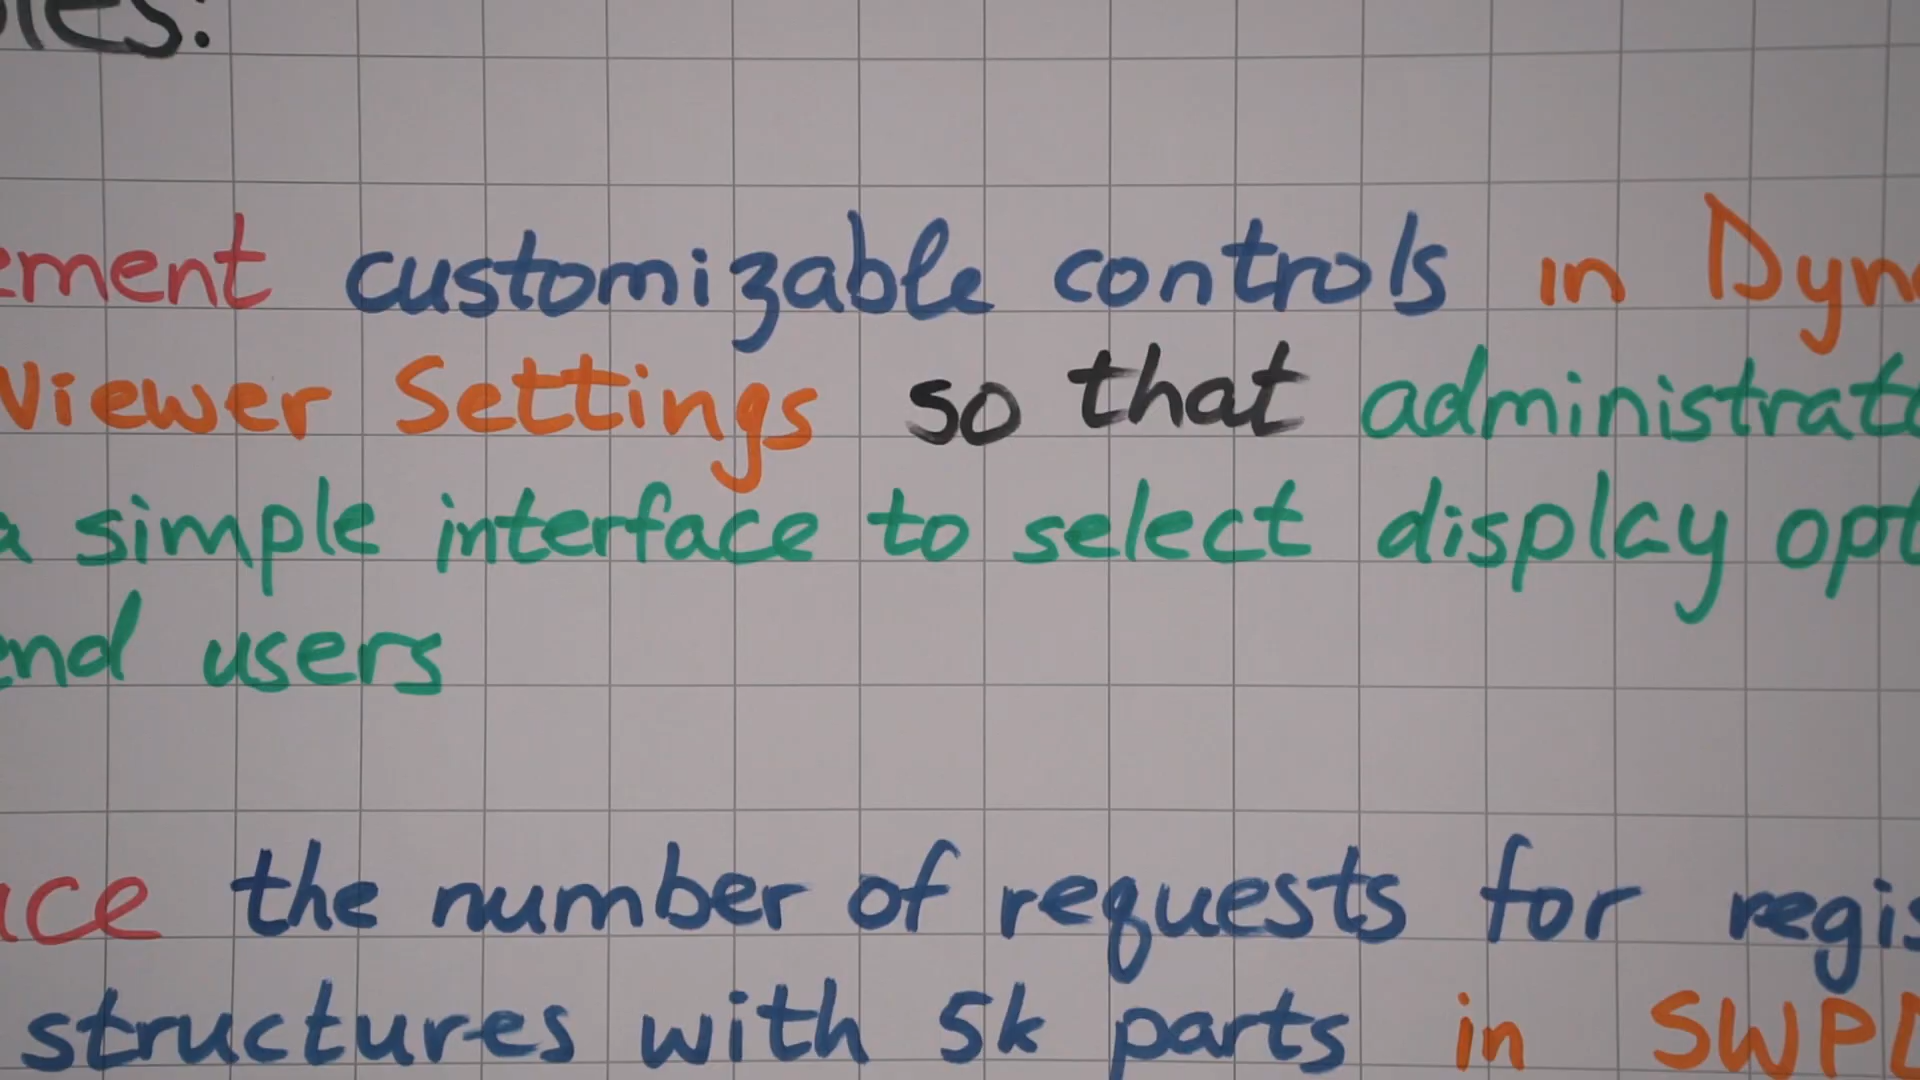 customizable controls in
Viewer Settings so that
a simple interface to select display
end users
the number of requests for
structures with 5k parts in